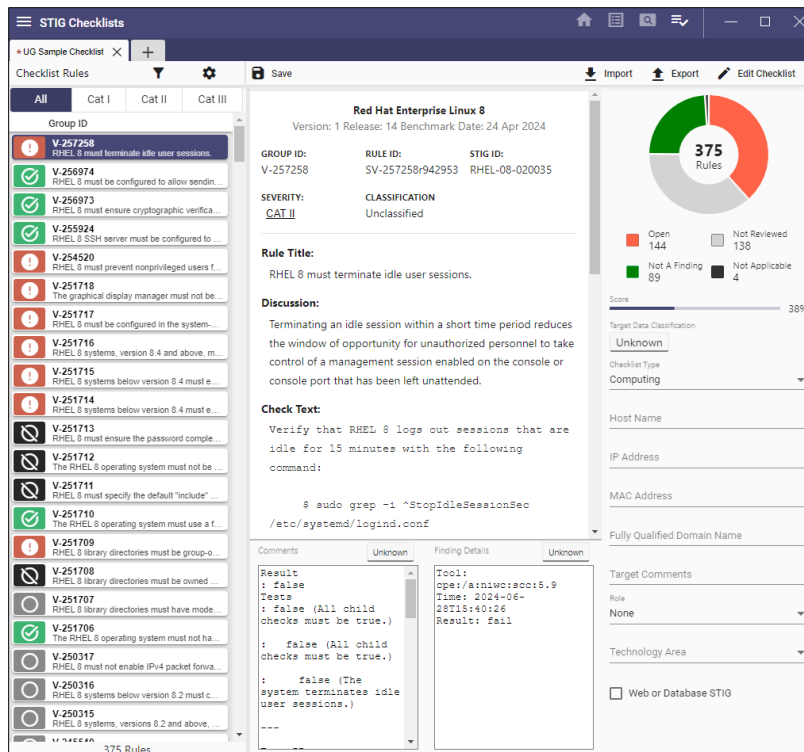 STIG Checklists
* UG Sample Checklist
Checklist Rules
Save
Import
Export
Edit Checklist
All
Cat I
Cat II
Cat III
Group ID
V-257258
RHEL 8 must terminate idle user sessions.
V-256974
RHEL 8 must be configured to allow sendin...
V-256973
RHEL 8 must ensure cryptographic verifica...
V-255924
RHEL 8 SSH server must be configured to ...
V-254520
RHEL 8 must prevent nonprivileged users f...
V-251718
The graphical display manager must not be...
V-251717
RHEL 8 must be configured in the system-...
V-251716
RHEL 8 systems, version 8.4 and above, m...
V-251715
RHEL 8 systems below version 8.4 must e...
V-251714
RHEL 8 systems below version 8.4 must e...
V-251713
RHEL 8 must ensure the password comple...
V-251712
The RHEL 8 operating system must not be ...
V-251711
RHEL 8 must specify the default "include" ...
V-251710
The RHEL 8 operating system must use a f...
V-251709
RHEL 8 library directories must be group-o...
V-251708
RHEL 8 library directories must be owned ...
V-251707
RHEL 8 library directories must have mode...
V-251706
The RHEL 8 operating system must not ha...
V-250317
RHEL 8 must not enable IPv4 packet forwa...
V-250316
RHEL 8 systems below version 8.2 must c...
V-250315
RHEL 8 systems, versions 8.2 and above, ...
375 Rules
Red Hat Enterprise Linux 8
Version: 1 Release: 14 Benchmark Date: 24 Apr 2024
GROUP ID:
RULE ID:
STIG ID:
V-257258
SV-257258r942953
RHEL-08-020035
SEVERITY:
CLASSIFICATION
CAT II
Unclassified
Rule Title:
RHEL 8 must terminate idle user sessions.
Discussion:
Terminating an idle session within a short time period reduces
the window of opportunity for unauthorized personnel to take
control of a management session enabled on the console or
console port that has been left unattended.
Check Text:
Verify that RHEL 8 logs out sessions that are
idle for 15 minutes with the following
command:
$ sudo grep -i ^StopIdleSessionSec
/etc/systemd/logind.conf
Comments
Unknown
Result
: false
Tests
: false (All child
checks must be true.)
:   false (All child
checks must be true.)
:     false (The
system terminates idle
user sessions.)
---
Finding Details
Unknown
Tool:
cpe:/a:niwc:scc:5.9
Time: 2024-06-
28T15:40:26
Result: fail
375
Rules
Open
144
Not Reviewed
138
Not A Finding
89
Not Applicable
4
Score
38%
Target Data Classification
Unknown
Checklist Type
Computing
Host Name
IP Address
MAC Address
Fully Qualified Domain Name
Target Comments
Role
None
Technology Area
Web or Database STIG